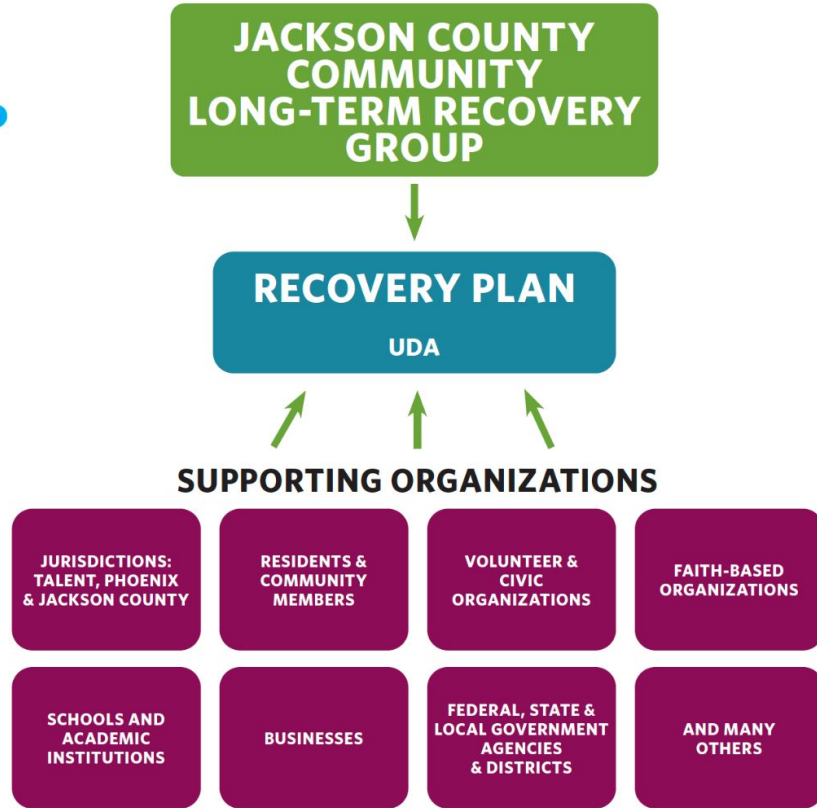 JACKSON COUNTY
COMMUNITY
LONG-TERM RECOVERY
GROUP
RECOVERY PLAN
UDA
SUPPORTING ORGANIZATIONS
JURISDICTIONS:
TALENT, PHOENIX
& JACKSON COUNTY
RESIDENTS &
COMMUNITY
MEMBERS
VOLUNTEER &
CIVIC
ORGANIZATIONS
FAITH-BASED
ORGANIZATIONS
SCHOOLS AND
ACADEMIC
INSTITUTIONS
BUSINESSES
FEDERAL, STATE &
LOCAL GOVERNMENT
AGENCIES
& DISTRICTS
AND MANY
OTHERS